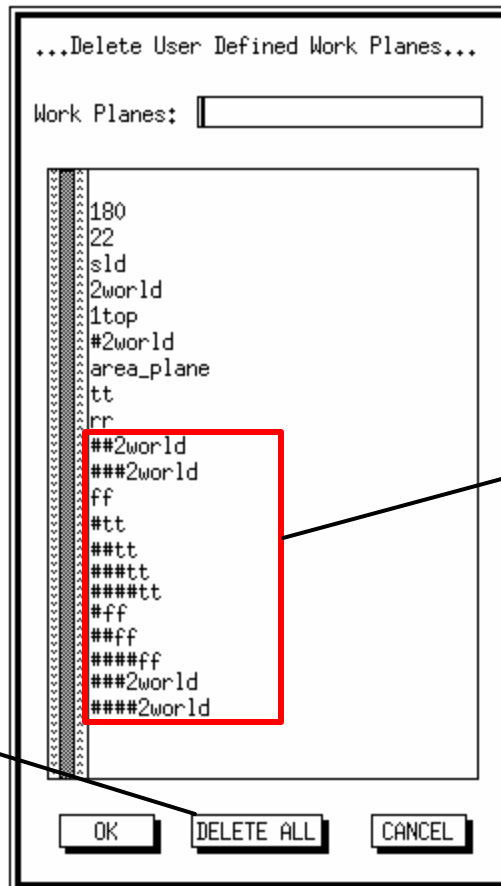 ...Delete User Defined Work Planes...
Work Planes:
180
22
sld
2world
1top
#2world
area_plane
tt
rr
##2world
###2world
ff
#tt
##tt
###tt
####tt
#ff
##ff
####ff
###2world
####2world
OK DELETE ALL CANCEL